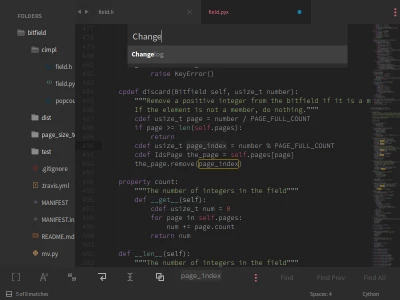 FOLDERS
bitfield
cimpl
field.h
field.py
popcou
dist
page_size_t
test
.gitignore
.travis.yml
MANIFEST
MANIFEST.in
README.md
mv.py
field.h
field.pyx
Change
Changelog
raise KeyError()
cpdef discard(Bitfield self, usize_t number):
"""Remove a positive integer from the bitfield if it is a m
If the element is not a member, do nothing."""
cdef usize_t page = number / PAGE_FULL_COUNT
if page >= len(self.pages):
return
cdef usize_t page_index = number % PAGE_FULL_COUNT
cdef IdsPage the_page = self.pages[page]
the_page.remove(page_index)
property count:
"""The number of integers in the field"""
def __get__(self):
cdef usize_t num = 0
for page in self.pages:
num += page.count
return num
def __len__(self):
"""The number of integers in the field"""
page_index
Find
Find Prev
Find All
5 of 8 matches
Spaces: 4
Cython